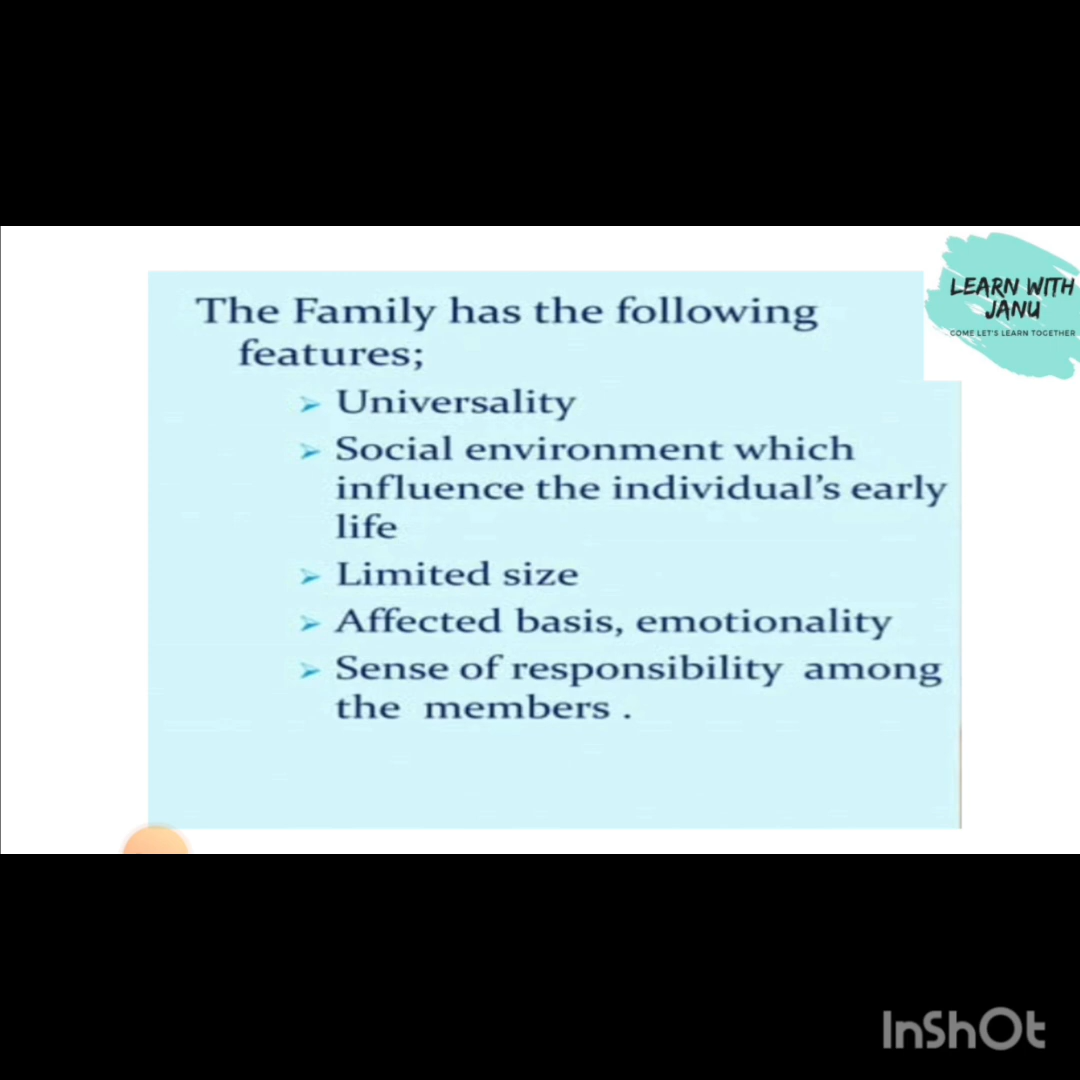 The Family has the following
features;
➢ Universality
➢ Social environment which
influence the individual's early
life
➢ Limited size
➢ Affected basis, emotionality
➢ Sense of responsibility among
the members .
LEARN WITH
JANU
COME LET'S LEARN TOGETHER
InShOt